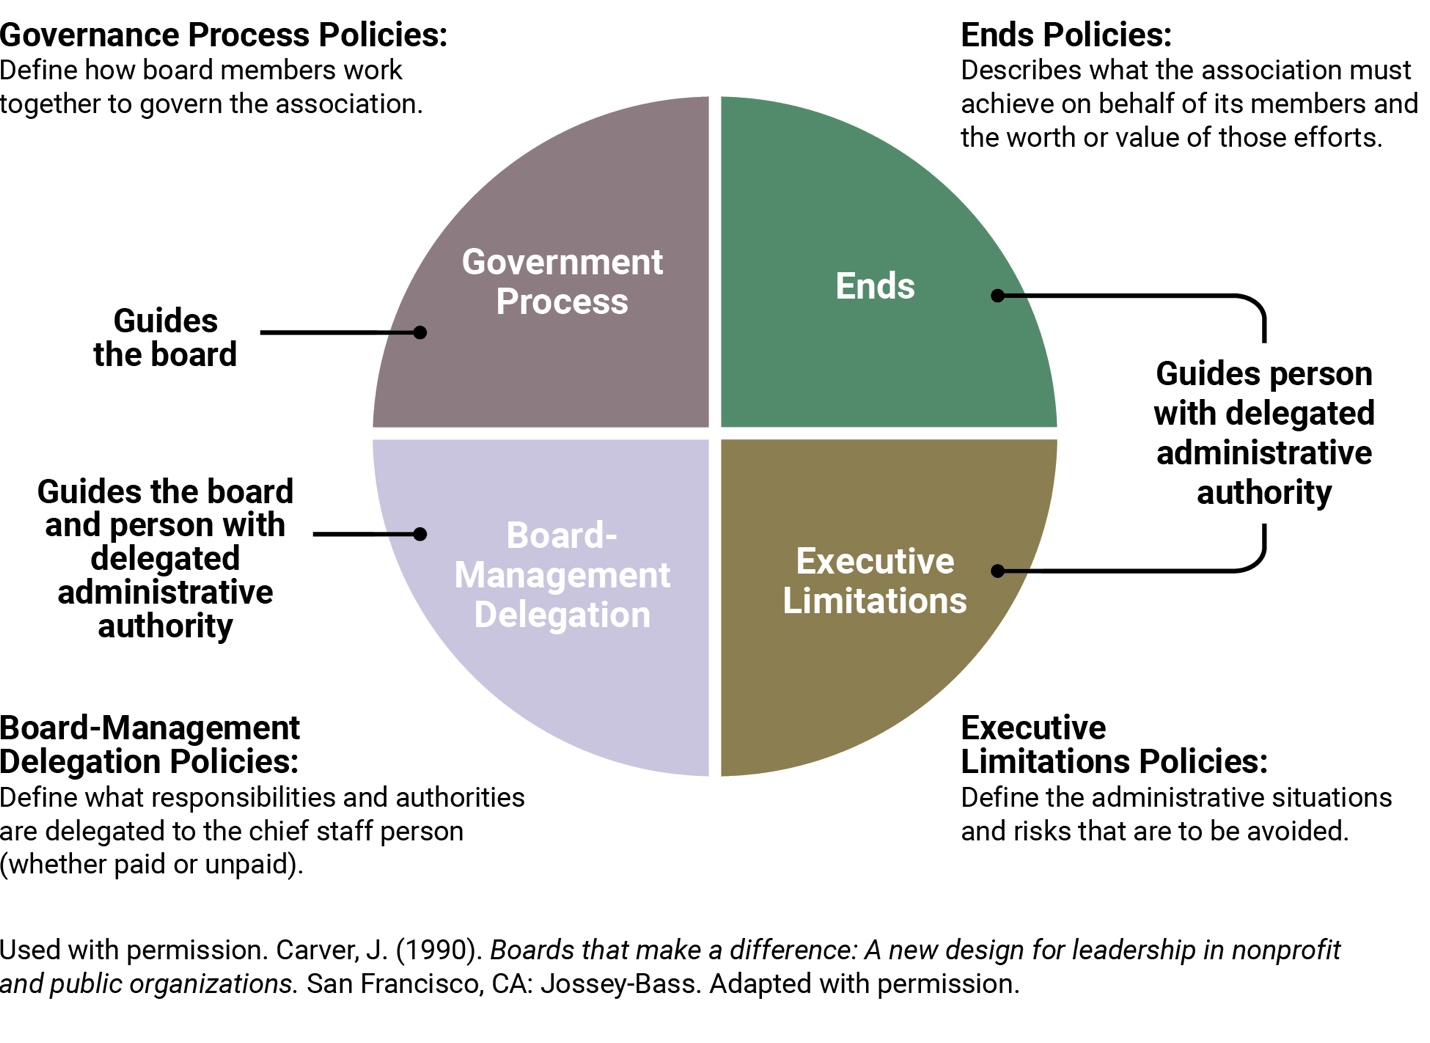 Governance Process Policies:
Define how board members work
together to govern the association.
Ends Policies:
Describes what the association must
achieve on behalf of its members and
the worth or value of those efforts.
Government
Process
Ends
Guides
the board
Guides person
with delegated
administrative
authority
Guides the board
and person with
delegated
administrative
authority
Board-
Management
Delegation
Executive
Limitations
Board-Management
Delegation Policies:
Define what responsibilities and authorities
are delegated to the chief staff person
(whether paid or unpaid).
Executive
Limitations Policies:
Define the administrative situations
and risks that are to be avoided.
Used with permission. Carver, J. (1990). Boards that make a difference: A new design for leadership in nonprofit
and public organizations. San Francisco, CA: Jossey-Bass. Adapted with permission.